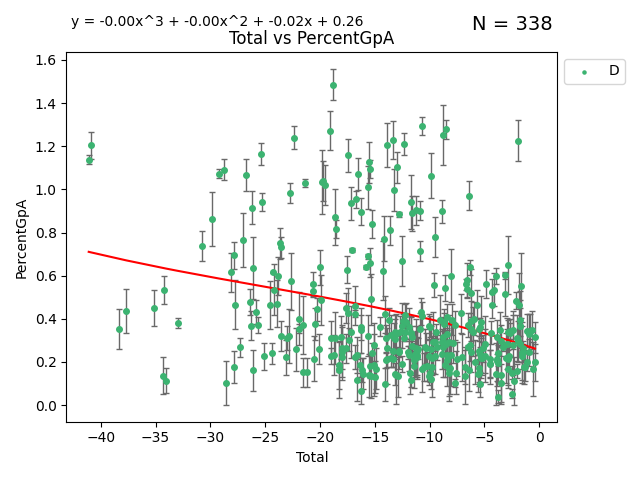 y = -0.00x^3 + -0.00x^2 + -0.02x + 0.26
N = 338
Total vs PercentGpA
D
PercentGpA
1.6
1.4
1.2
1.0
0.8
0.6
0.4
0.2
0.0
−40 −35 −30 −25 −20 −15 −10 −5 0
Total